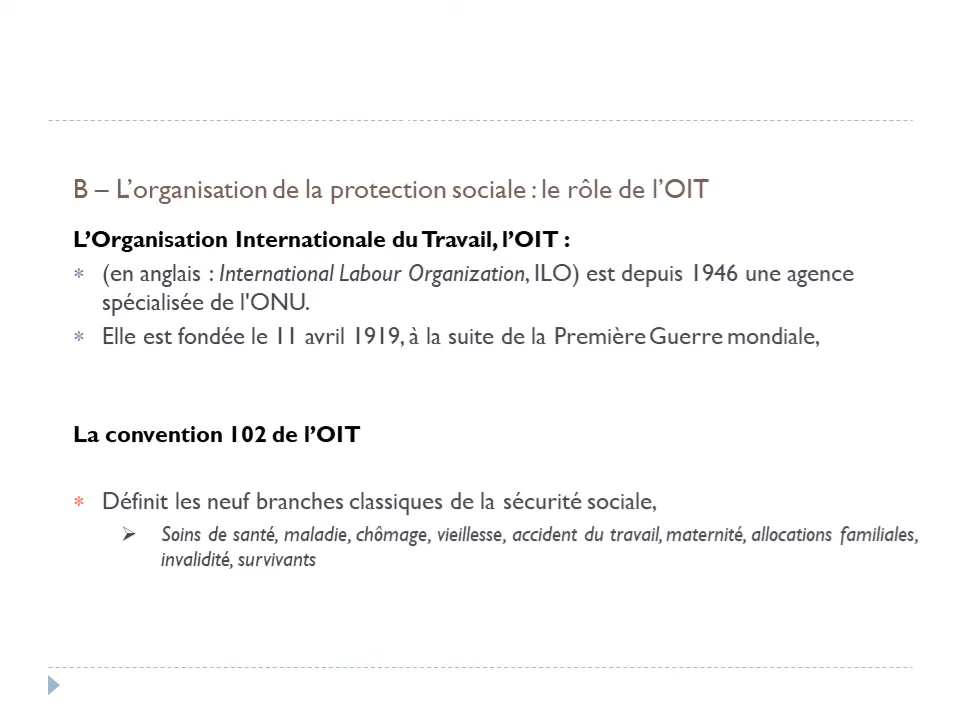 B – L’organisation de la protection sociale : le rôle de l’OIT
L’Organisation Internationale du Travail, l’OIT :
* (en anglais : International Labour Organization, ILO) est depuis 1946 une agence
spécialisée de l'ONU.
* Elle est fondée le 11 avril 1919, à la suite de la Première Guerre mondiale,
La convention 102 de l’OIT
* Définit les neuf branches classiques de la sécurité sociale,
➢ Soins de santé, maladie, chômage, vieillesse, accident du travail, maternité, allocations familiales,
invalidité, survivants